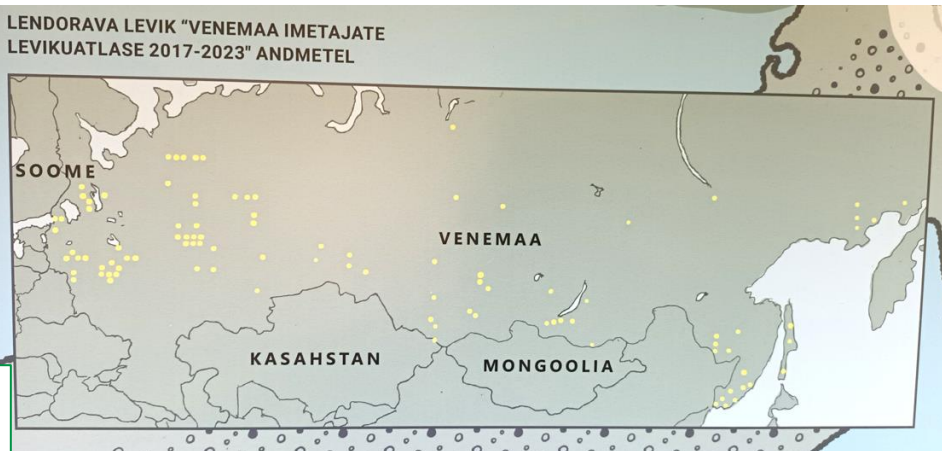 LENDORAVA LEVIK "VENEMAA IMETAJATE
LEVIKUATLASE 2017-2023" ANDMETEL
SOOME
VENEMAA
KASAHSTAN
MONGOOLIA